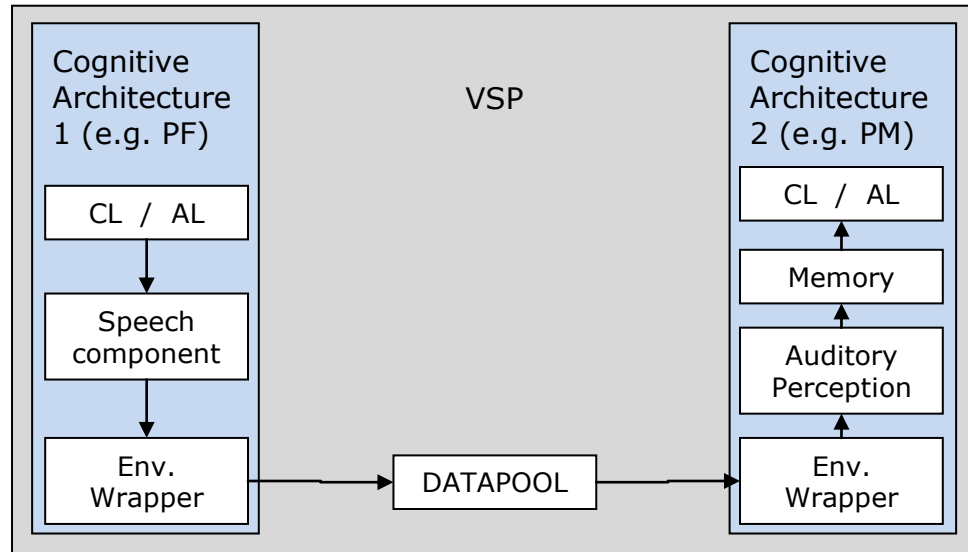 Cognitive
Architecture
1 (e.g. PF)
CL / AL
Speech
component
Env.
Wrapper
VSP
DATAPOOL
Cognitive
Architecture
2 (e.g. PM)
CL / AL
Memory
Auditory
Perception
Env.
Wrapper